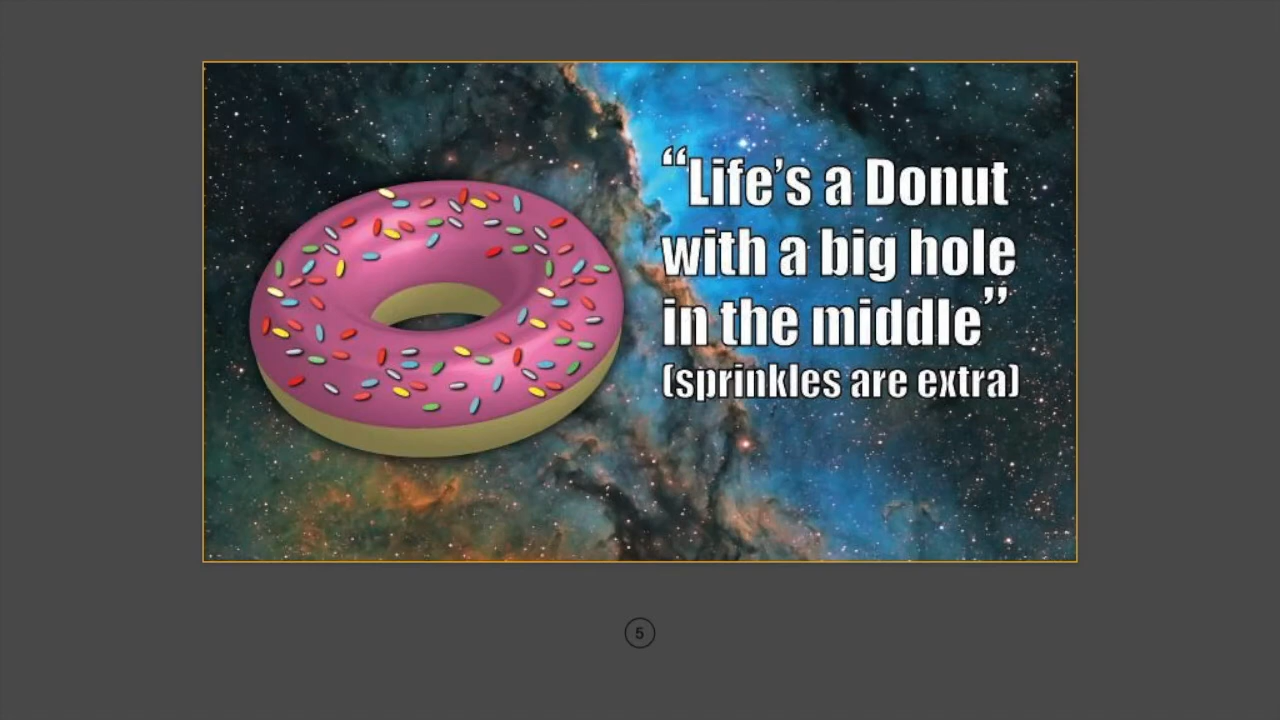 “Life’s a Donut
with a big hole
in the middle”
(sprinkles are extra)
5